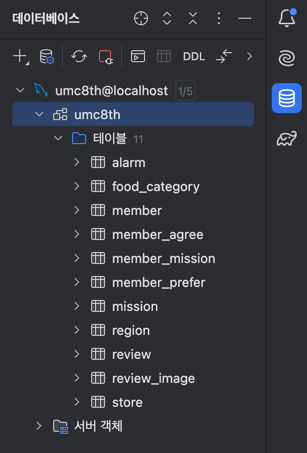 데이터베이스
DDL
umc8th@localhost 1/5
umc8th
테이블 11
alarm
food_category
member
member_agree
member_mission
member_prefer
mission
region
review
review_image
store
서버 객체